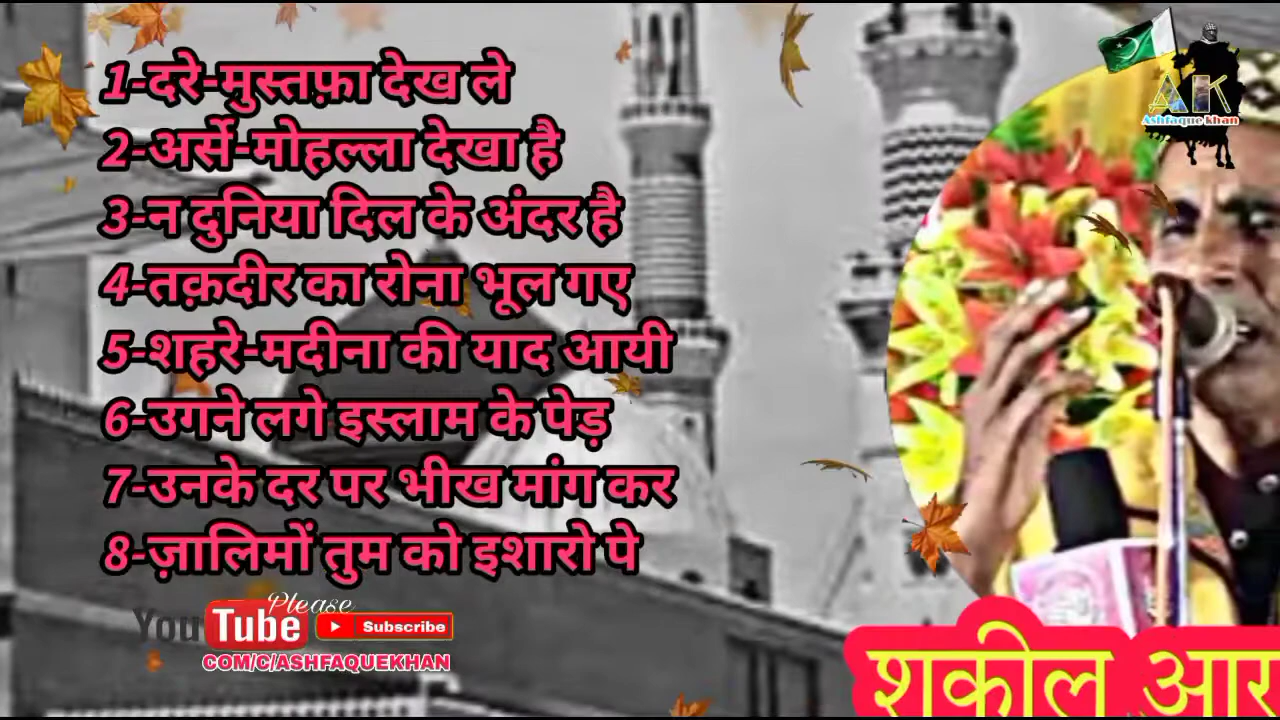 1-दरे-मुस्तफ़ा देख ले
2-अर्से-मोहल्ला देखा है
3-न दुनिया दिल के अंदर है
4-तक़दीर का रोना भूल गए
5-शहरे-मदीना की याद आयी
6-उगने लगे इस्लाम के पेड़
7-उनके दर पर भीख मांग कर
8-ज़ालिमों तुम को इशारो पे
Please
YouTube Subscribe
COM/C/ASHFAQUEKHAN
AK
Ashfaque khan
शकील आर